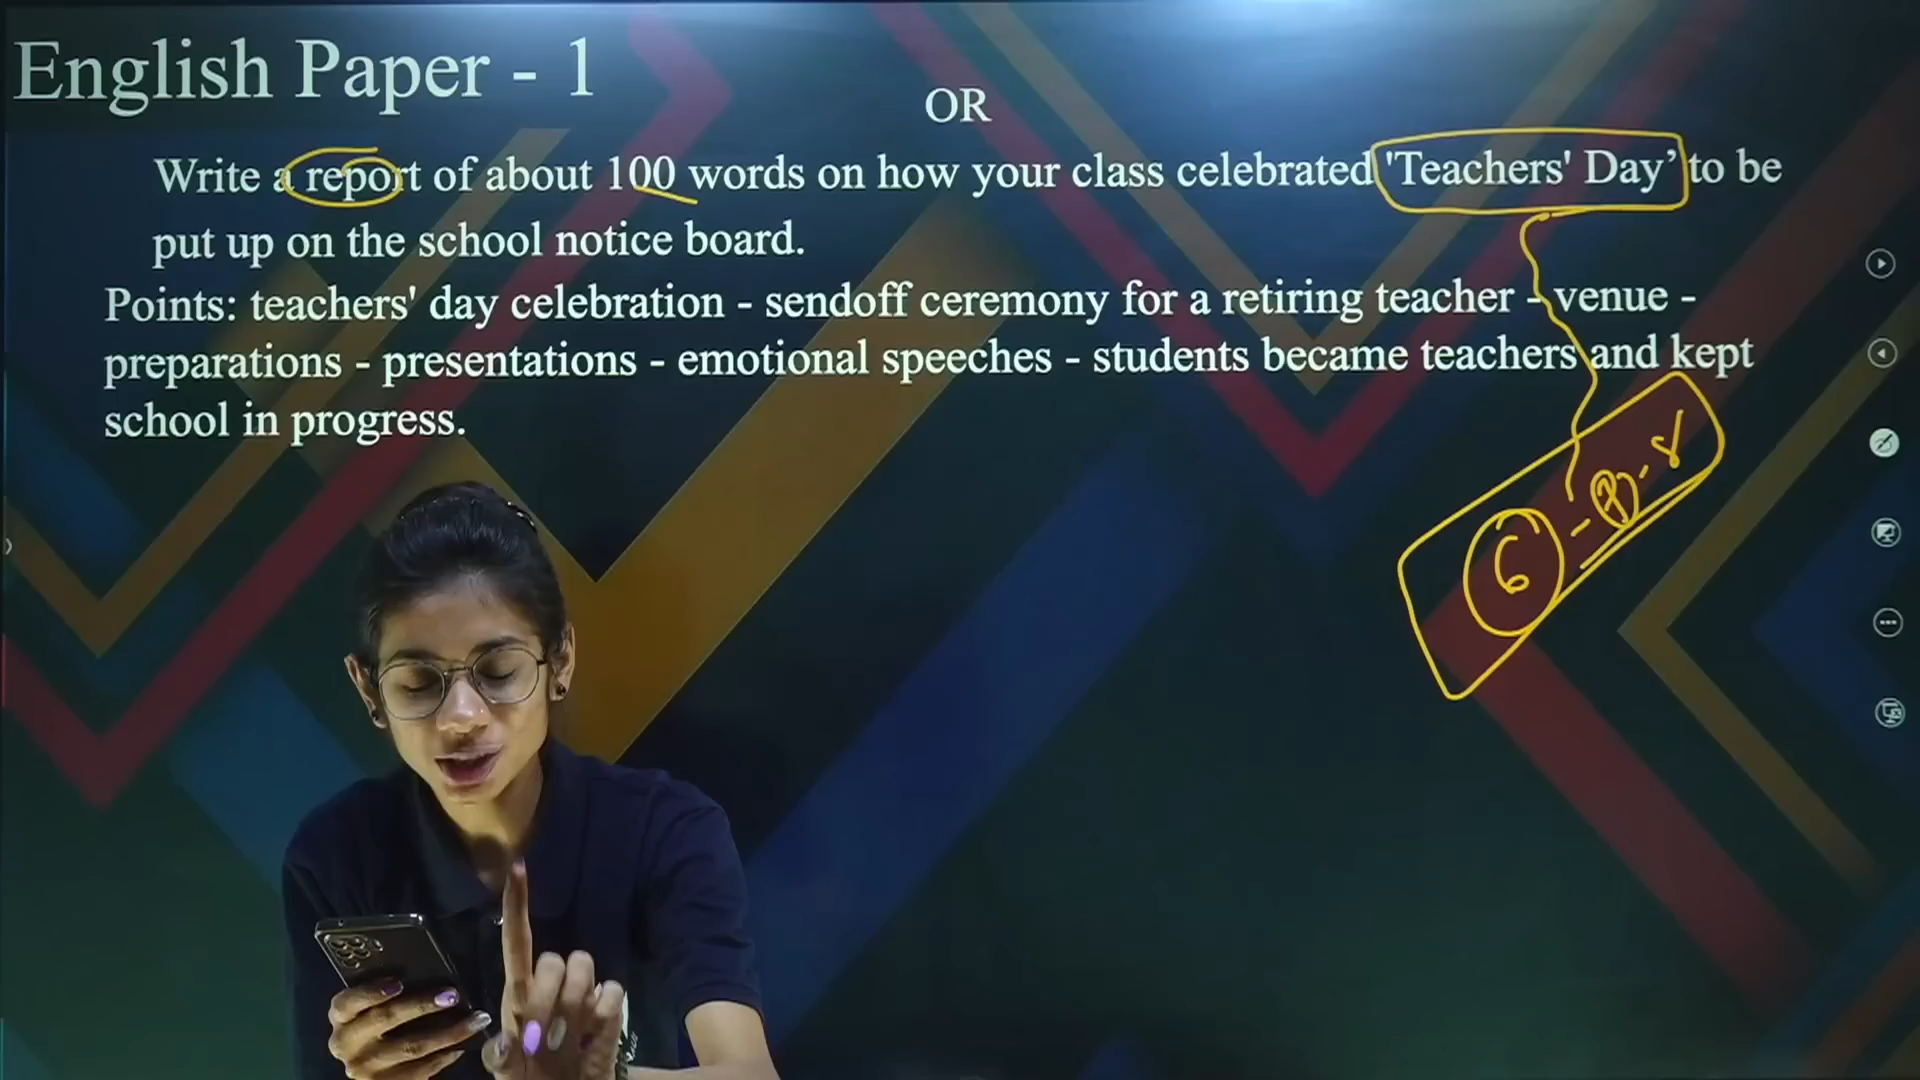 English Paper - 1
OR
Write a report of about 100 words on how your class celebrated 'Teachers' Day’ to be
put up on the school notice board.
Points: teachers' day celebration - sendoff ceremony for a retiring teacher - venue -
preparations - presentations - emotional speeches - students became teachers and kept
school in progress.
6 -